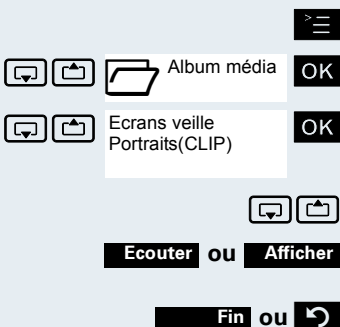 Album média OK
Ecrans veille OK
Portraits(CLIP)
Ecouter ou Afficher
Fin ou